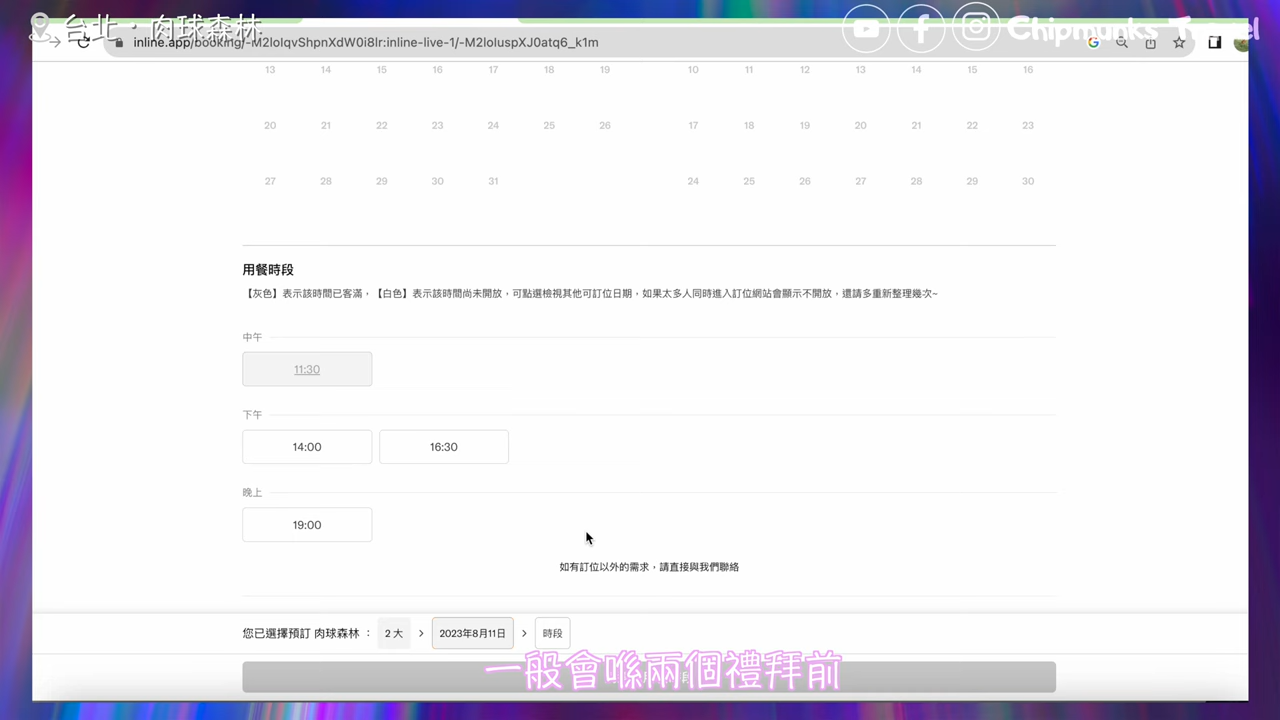 台北·肉球森林
Chipmunks Travel
inline.app/booking/-M2IoIqvShpnXdW0i8Ir:inline-live-1/-M2IoIuspXJ0atq6_k1m
13 14 15 16 17 18 19 10 11 12 13 14 15 16
20 21 22 23 24 25 26 17 18 19 20 21 22 23
27 28 29 30 31 24 25 26 27 28 29 30
用餐時段
【灰色】表示該時間已客滿,【白色】表示該時間尚未開放,可點選檢視其他可訂位日期,如果太多人同時進入訂位網站會顯示不開放,還請多重新整理幾次~
中午
11:30
下午
14:00 16:30
晚上
19:00
如有訂位以外的需求,請直接與我們聯絡
您已選擇預訂 肉球森林 : 2 大 > 2023年8月11日 > 時段
一般會喺兩個禮拜前